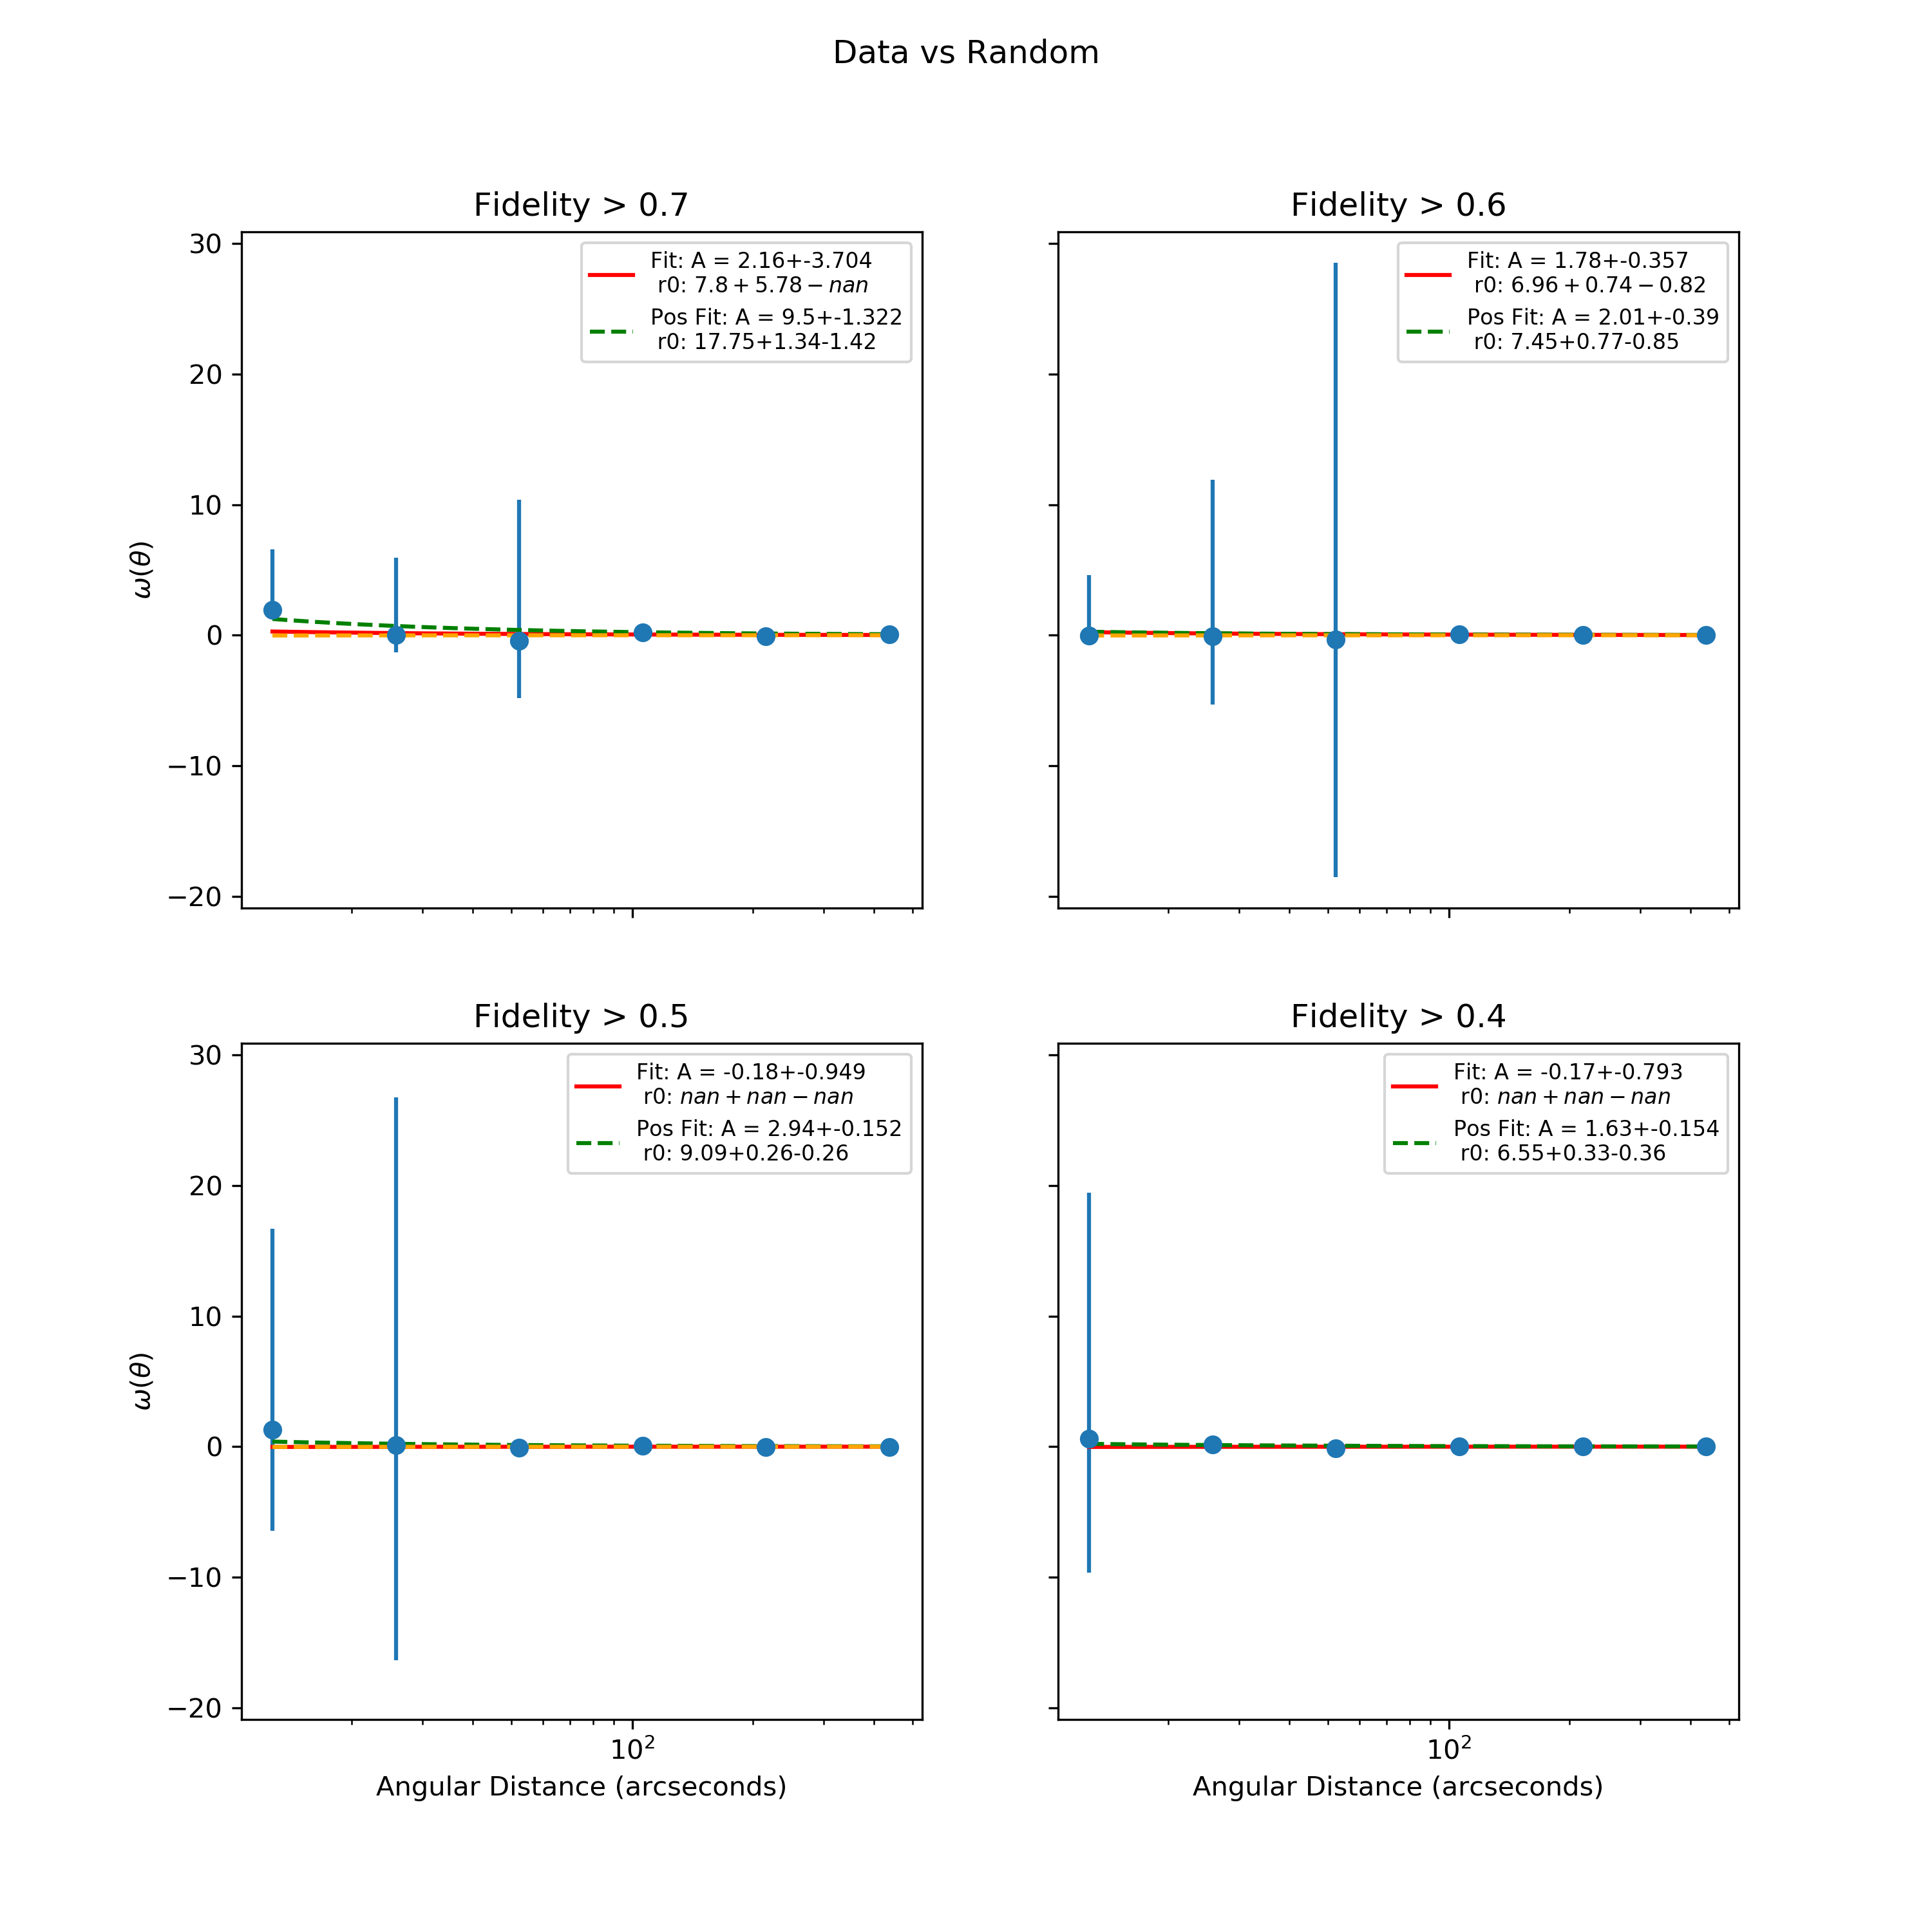 Data vs Random
Fidelity > 0.7
30
20
10
0
−10
−20
ω(θ)
Fit: A = 2.16+-3.704
r0: 7.8 + 5.78 − nan
Pos Fit: A = 9.5+-1.322
r0: 17.75+1.34-1.42
Fidelity > 0.6
Fit: A = 1.78+-0.357
r0: 6.96 + 0.74 − 0.82
Pos Fit: A = 2.01+-0.39
r0: 7.45+0.77-0.85
Fidelity > 0.5
30
20
10
0
−10
−20
ω(θ)
Fit: A = -0.18+-0.949
r0: nan + nan − nan
Pos Fit: A = 2.94+-0.152
r0: 9.09+0.26-0.26
10²
Angular Distance (arcseconds)
Fidelity > 0.4
Fit: A = -0.17+-0.793
r0: nan + nan − nan
Pos Fit: A = 1.63+-0.154
r0: 6.55+0.33-0.36
10²
Angular Distance (arcseconds)